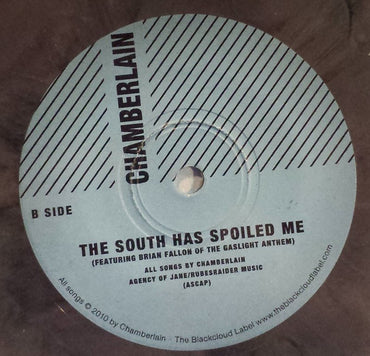 CHAMBERLAIN
B SIDE
THE SOUTH HAS SPOILED ME
(FEATURING BRIAN FALLON OF THE GASLIGHT ANTHEM)
ALL SONGS BY CHAMBERLAIN
AGENCY OF JANE/RUBESRAIDER MUSIC
(ASCAP)
All songs © 2010 by Chamberlain - The Blackcloud Label www.theblackcloudlabel.com